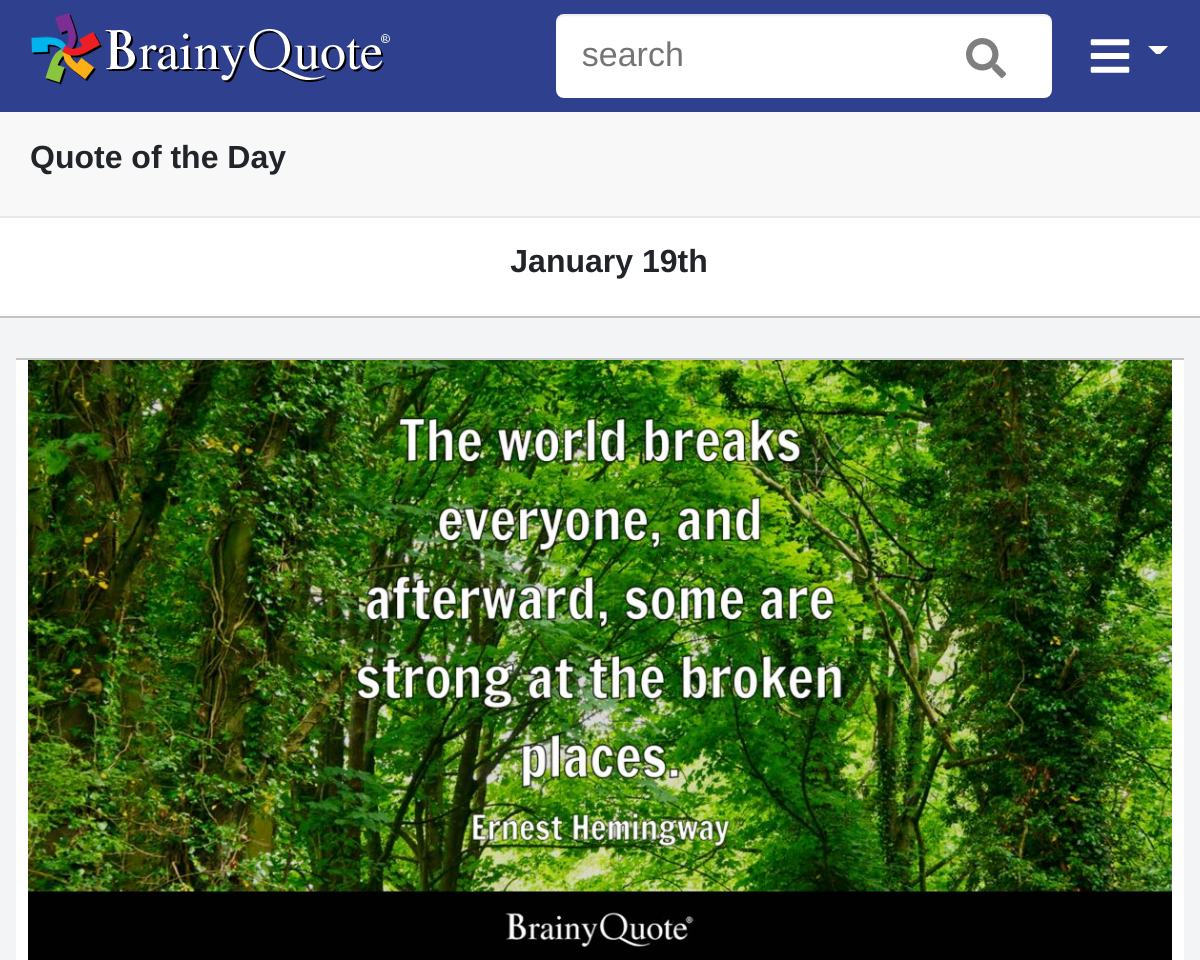 BrainyQuote®
search
Quote of the Day
January 19th
The world breaks
everyone, and
afterward, some are
strong at the broken
places.
Ernest Hemingway
BrainyQuote®